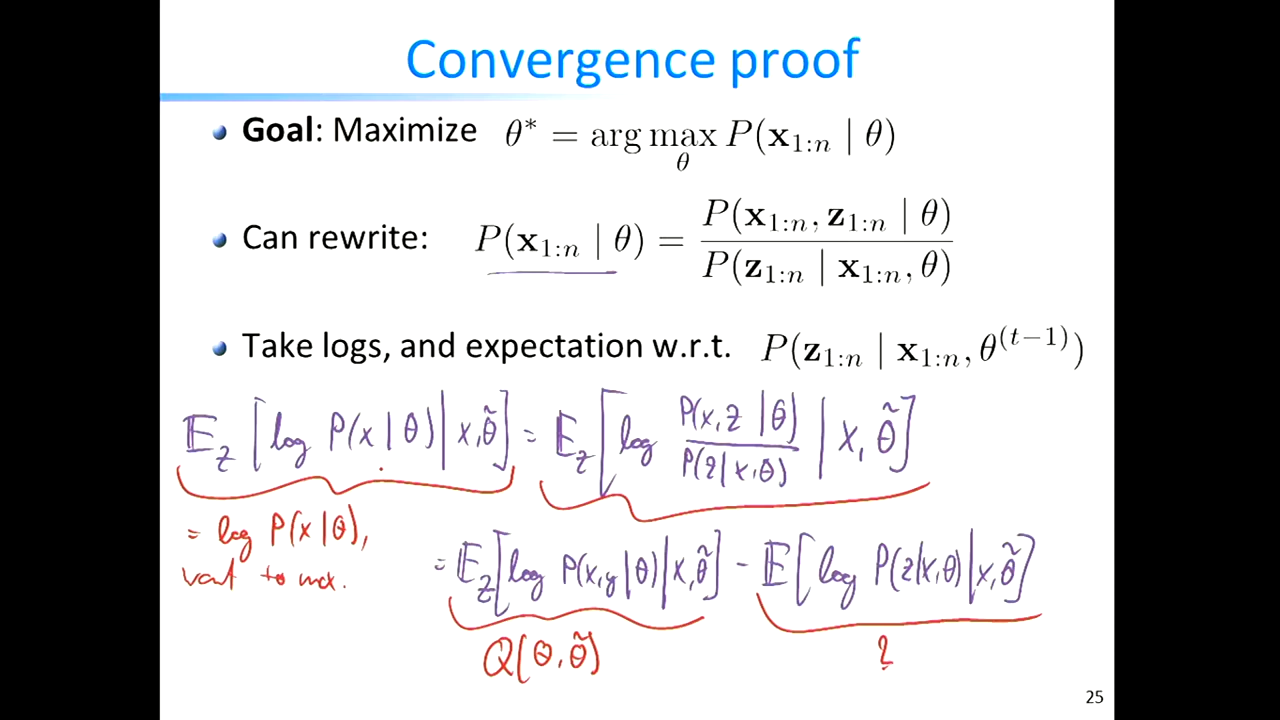 Convergence proof
Goal: Maximize θ* = arg max_θ P(x_{1:n} | θ)
Can rewrite: P(x_{1:n} | θ) = P(x_{1:n}, z_{1:n} | θ) / P(z_{1:n} | x_{1:n}, θ)
Take logs, and expectation w.r.t. P(z_{1:n} | x_{1:n}, θ^{(t−1)})
𝔼_z [log P(x | θ) | x, θ̃] = 𝔼_z [log P(x, z | θ) / P(z | x, θ) | x, θ̃]
= log P(x | θ),
want to max.
= 𝔼_z [log P(x, y | θ) | x, θ̃] − 𝔼 [log P(z | x, θ) | x, θ̃]
Q(θ, θ̃)
?
25